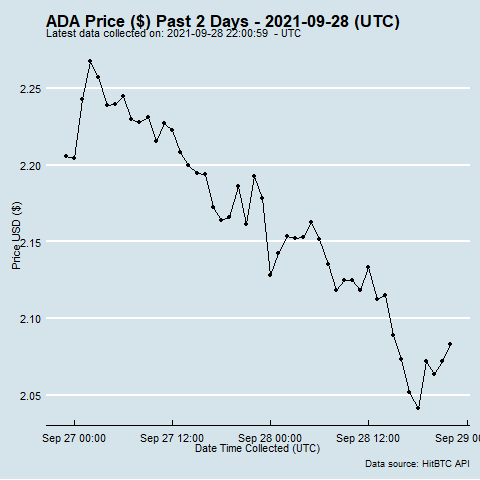 ADA Price ($) Past 2 Days - 2021-09-28 (UTC)
Latest data collected on: 2021-09-28 22:00:59 - UTC
2.25
2.20
2.15
2.10
2.05
Price USD ($)
Sep 27 00:00
Sep 27 12:00
Sep 28 00:00
Sep 28 12:00
Sep 29 0
Date Time Collected (UTC)
Data source: HitBTC API